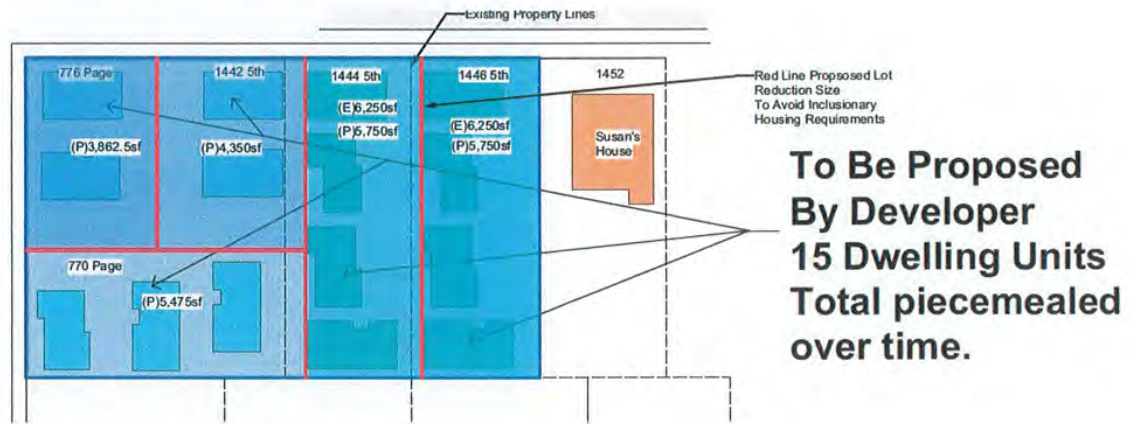 Existing Property Lines
776 Page
1442 5th
1444 5th
1446 5th
1452
(E)6,250sf
(P)5,750sf
(E)6,250sf
(P)5,750sf
(P)3,862.5sf
(P)4,350sf
Susan's
House
Red Line Propsosed Lot
Reduction Size
To Avoid Inclusionary
Housing Requirements
770 Page
(P)5,475sf
To Be Proposed
By Developer
15 Dwelling Units
Total piecemealed
over time.